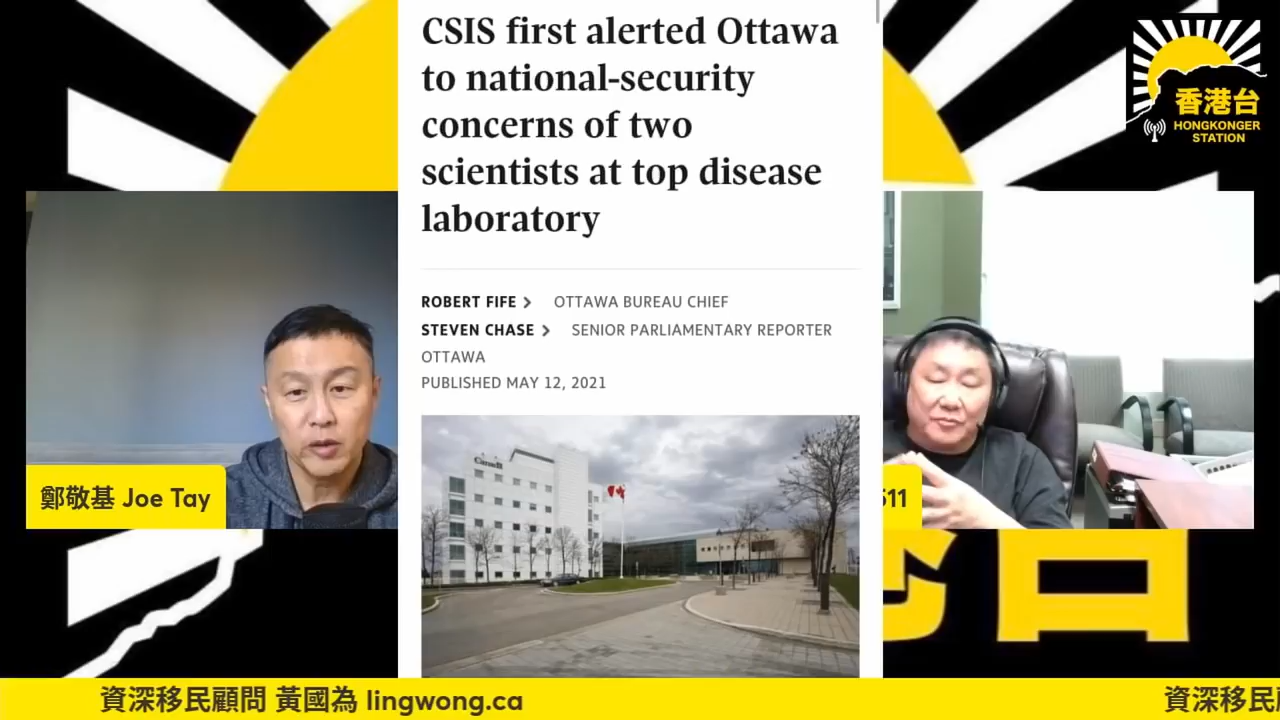 CSIS first alerted Ottawa
to national-security
concerns of two
scientists at top disease
laboratory
ROBERT FIFE > OTTAWA BUREAU CHIEF
STEVEN CHASE > SENIOR PARLIAMENTARY REPORTER
OTTAWA
PUBLISHED MAY 12, 2021
Canada
香港台
HONGKONGER
STATION
鄭敬基 Joe Tay
511
台
資深移民顧問 黃國為 lingwong.ca
資深移民